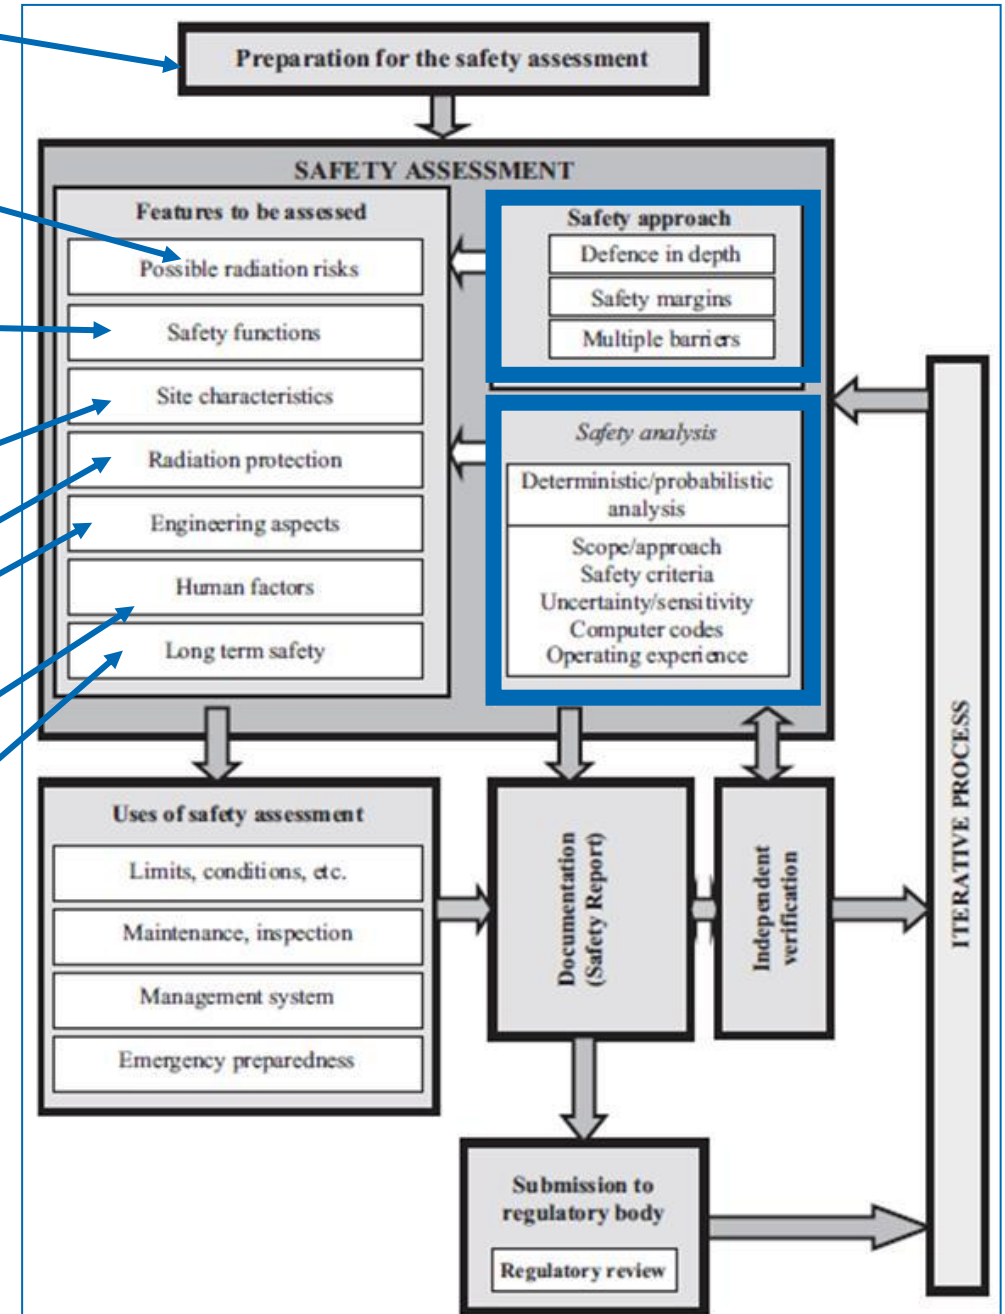 Preparation for the safety assessment
SAFETY ASSESSMENT
Features to be assessed
Possible radiation risks
Safety functions
Site characteristics
Radiation protection
Engineering aspects
Human factors
Long term safety
Safety approach
Defence in depth
Safety margins
Multiple barriers
Safety analysis
Deterministic/probabilistic
analysis
Scope/approach
Safety criteria
Uncertainty/sensitivity
Computer codes
Operating experience
Uses of safety assessment
Limits, conditions, etc.
Maintenance, inspection
Management system
Emergency preparedness
Documentation
(Safety Report)
Independent
verification
ITERATIVE PROCESS
Submission to
regulatory body
Regulatory review